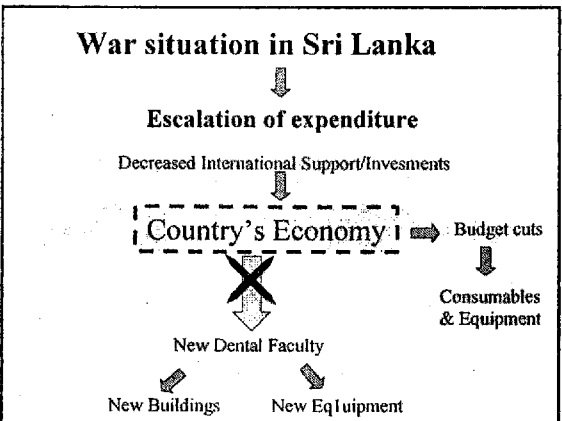 War situation in Sri Lanka
Escalation of expenditure
Decreased International Support/Invesments
Country's Economy
Budget cuts
Consumables
& Equipment
New Dental Faculty
New Buildings
New Eq1uipment